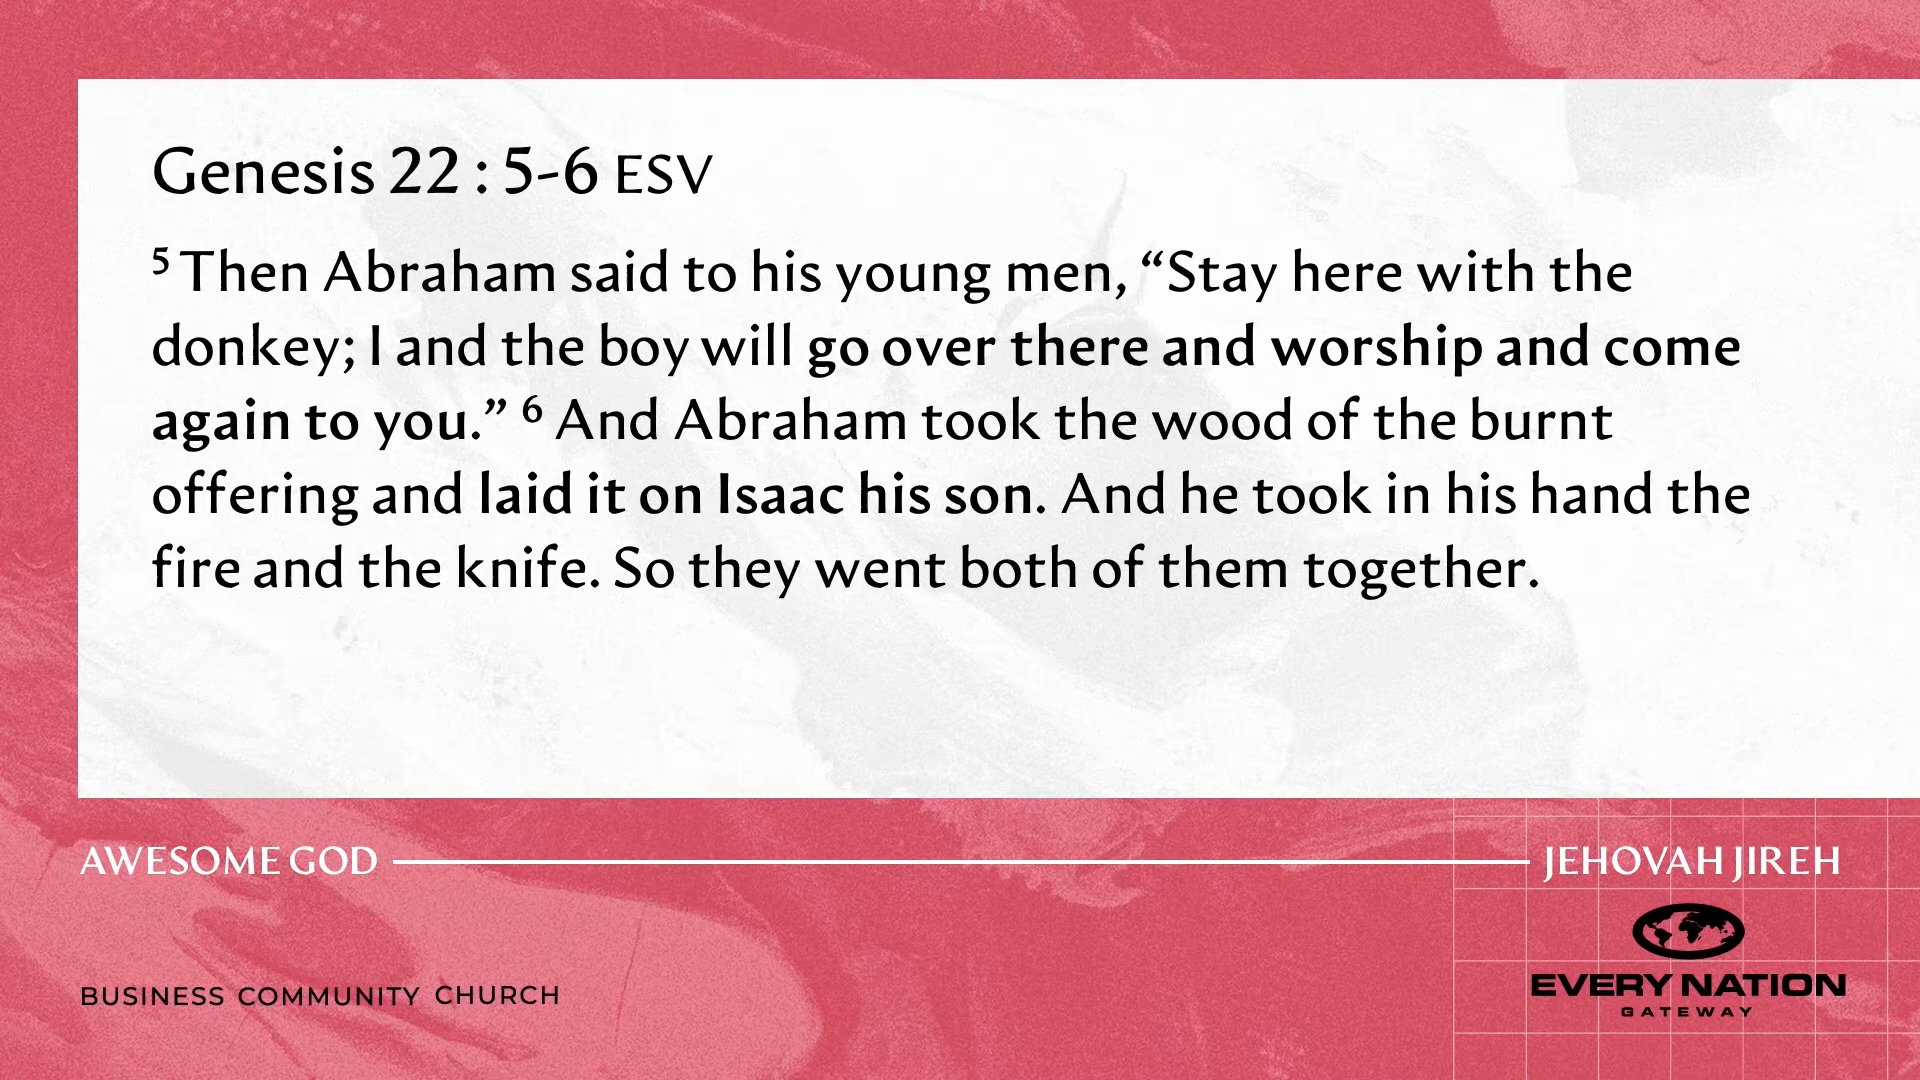 Genesis 22 : 5-6 ESV
5 Then Abraham said to his young men, “Stay here with the
donkey; I and the boy will go over there and worship and come
again to you.” 6 And Abraham took the wood of the burnt
offering and laid it on Isaac his son. And he took in his hand the
fire and the knife. So they went both of them together.
AWESOME GOD
JEHOVAH JIREH
BUSINESS COMMUNITY CHURCH
EVERY NATION
GATEWAY